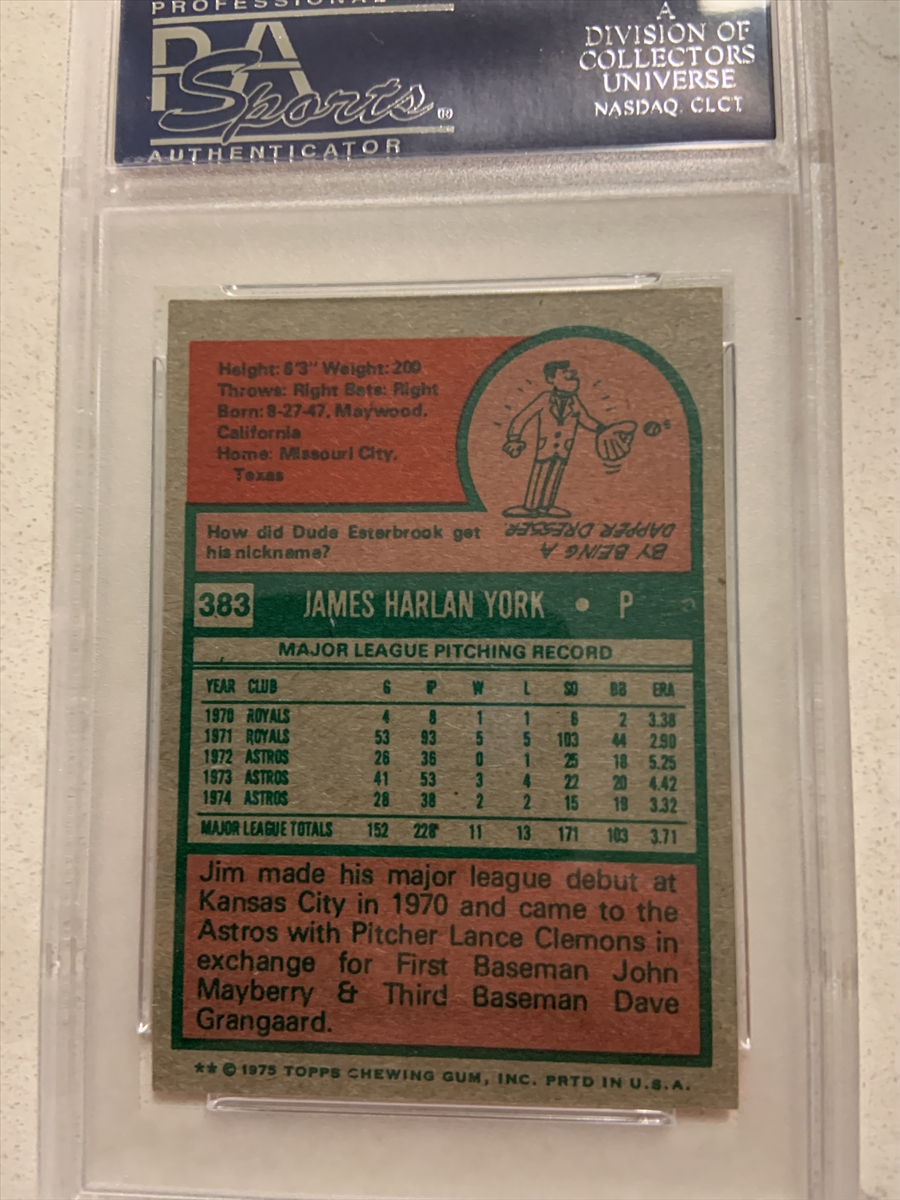 PROFESSIONAL
PSA
Sports®
AUTHENTICATOR
A
DIVISION OF
COLLECTORS
UNIVERSE
NASDAQ. CLCT
Height: 6'3" Weight: 200
Throws: Right Bats: Right
Born: 8-27-47, Maywood,
California
Home: Missouri City,
Texas
How did Dude Esterbrook get
his nickname?
BY BEING A
DAPPER DRESSER
383 JAMES HARLAN YORK • P
MAJOR LEAGUE PITCHING RECORD
YEAR CLUB G IP W L SO BB ERA
1970 ROYALS 4 8 1 1 6 2 3.38
1971 ROYALS 53 93 5 5 103 44 2.90
1972 ASTROS 26 36 0 1 25 18 5.25
1973 ASTROS 41 53 3 4 22 20 4.42
1974 ASTROS 28 38 2 2 15 19 3.32
MAJOR LEAGUE TOTALS 152 228 11 13 171 103 3.71
Jim made his major league debut at
Kansas City in 1970 and came to the
Astros with Pitcher Lance Clemons in
exchange for First Baseman John
Mayberry & Third Baseman Dave
Grangaard.
** © 1975 TOPPS CHEWING GUM, INC. PRTD IN U.S.A.